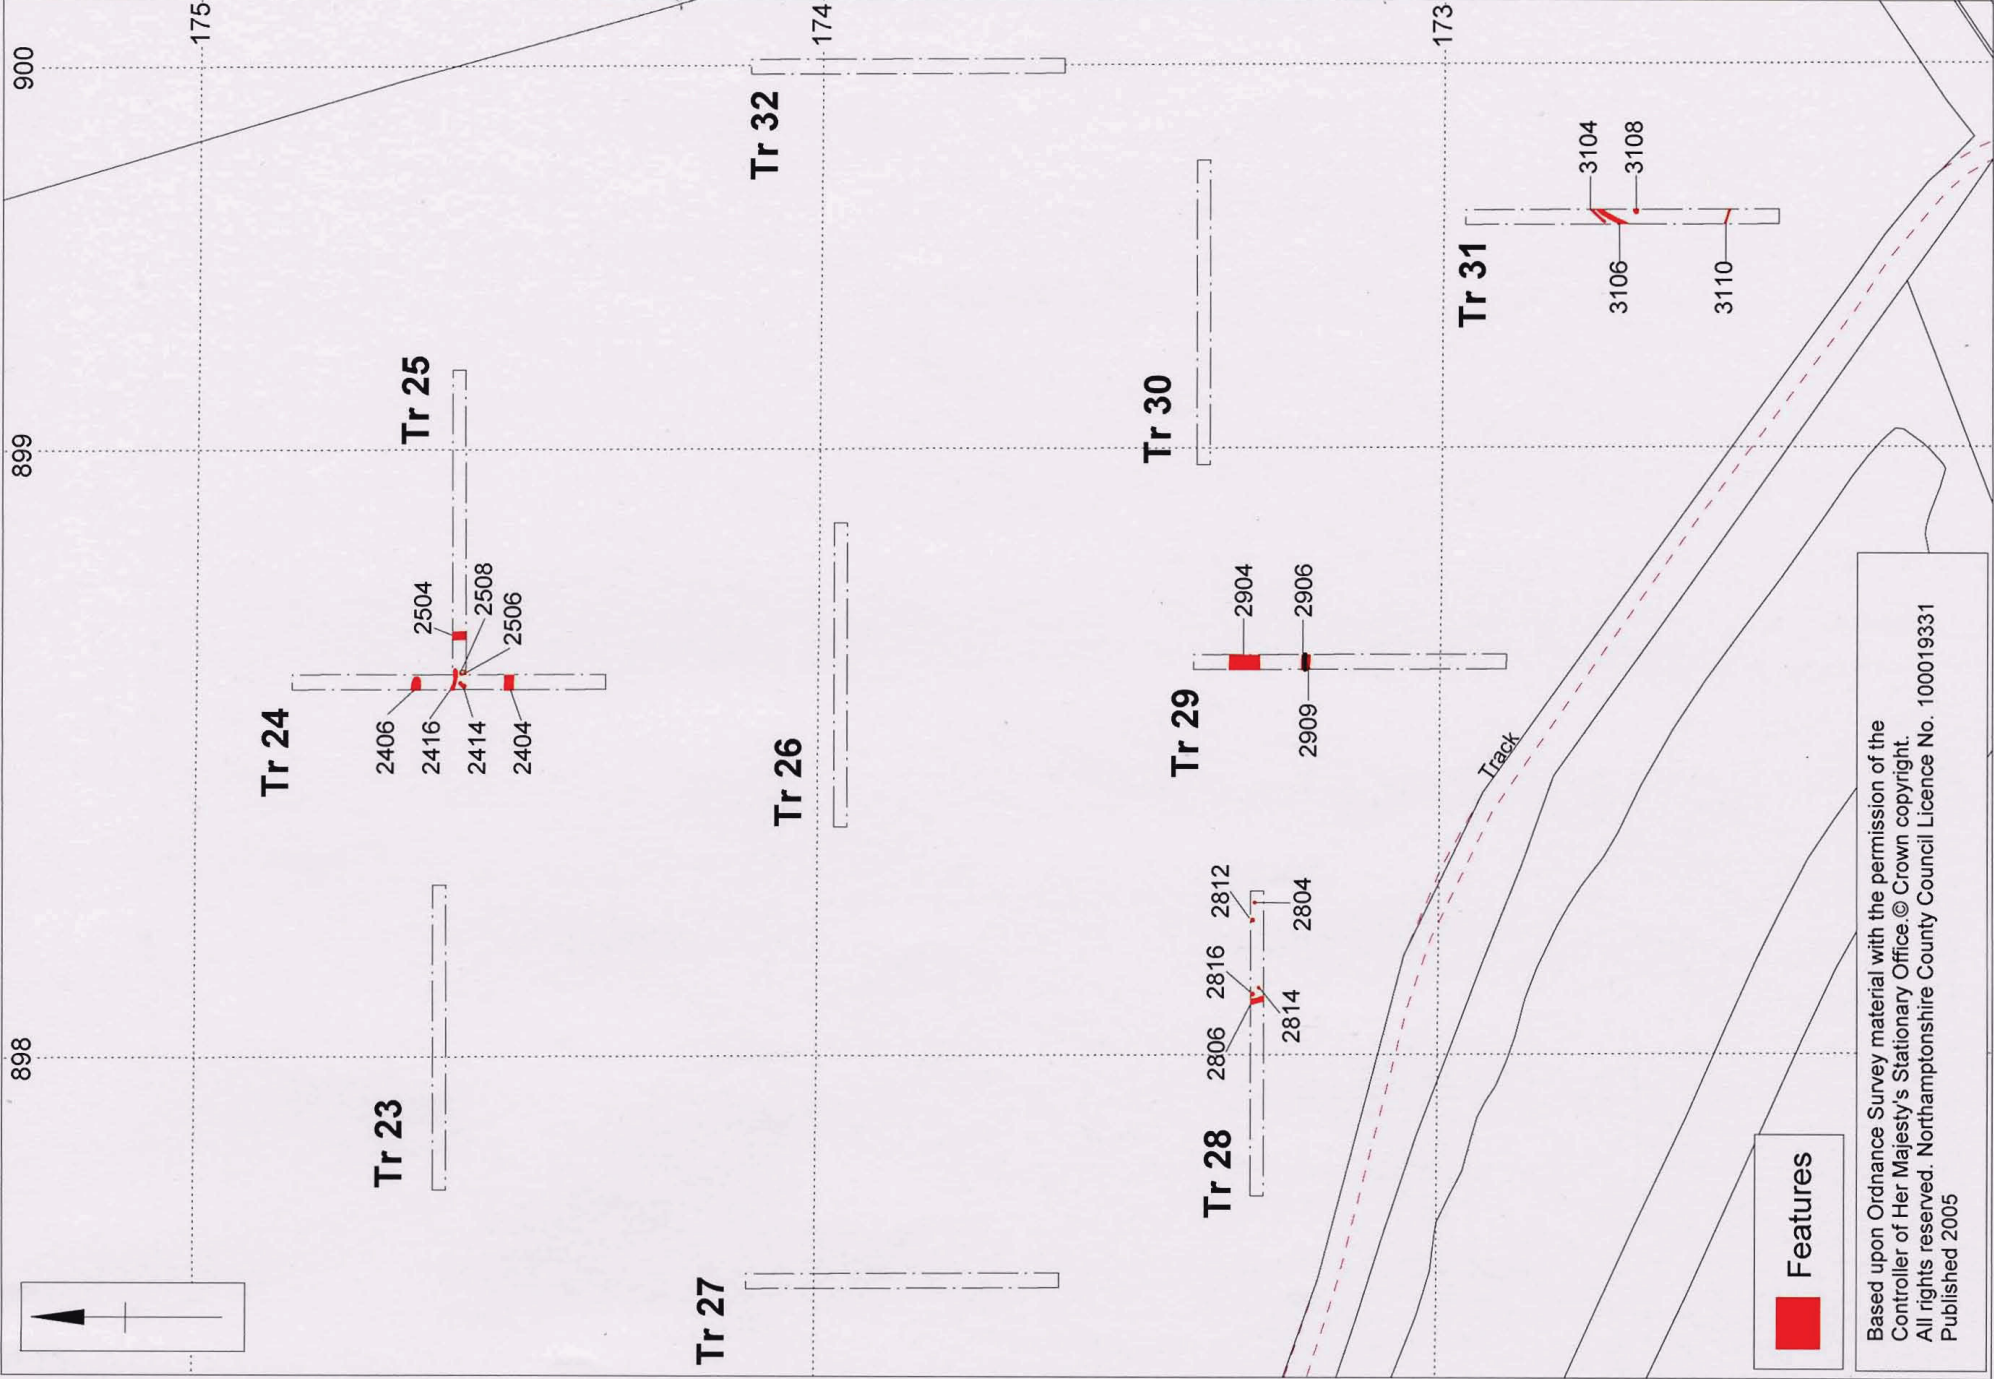 900
899
898
175
174
173
Tr 32
Tr 25
Tr 24
Tr 23
Tr 26
Tr 27
Tr 30
Tr 31
Tr 29
Tr 28
2504
2508
2506
2406
2416
2414
2404
3104
3108
3106
3110
2904
2906
2909
2812
2804
2816
2814
2806
Track
Features
Based upon Ordnance Survey material with the permission of the
Controller of Her Majesty's Stationary Office.© Crown copyright.
All rights reserved. Northamptonshire County Council Licence No. 100019331
Published 2005